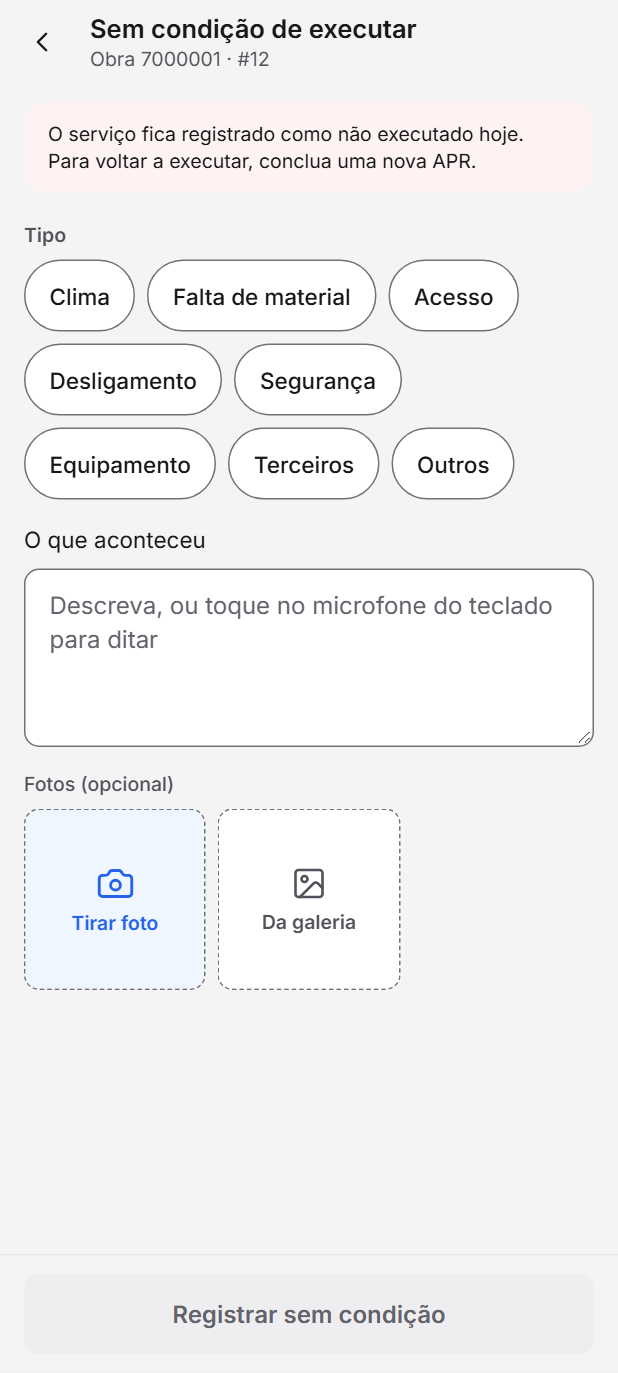 Sem condição de executar
Obra 7000001 · #12
O serviço fica registrado como não executado hoje.
Para voltar a executar, conclua uma nova APR.
Tipo
Clima
Falta de material
Acesso
Desligamento
Segurança
Equipamento
Terceiros
Outros
O que aconteceu
Descreva, ou toque no microfone do teclado
para ditar
Fotos (opcional)
Tirar foto
Da galeria
Registrar sem condição